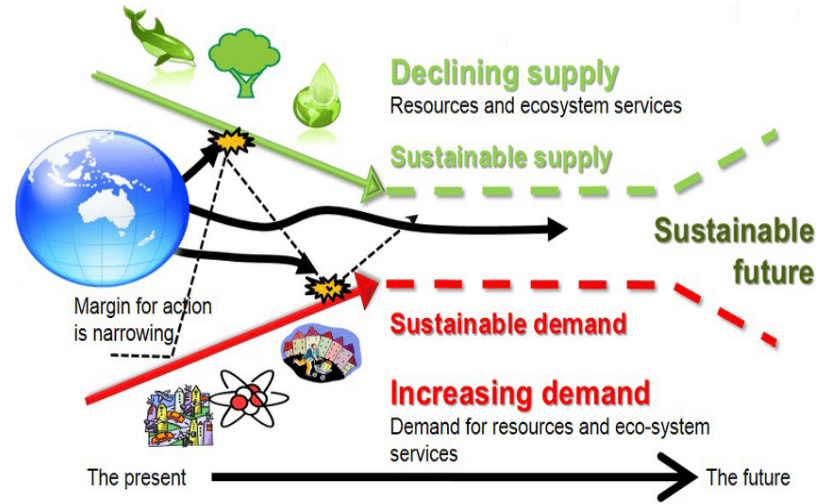 Declining supply
Resources and ecosystem services
Sustainable supply
Sustainable
future
Margin for action
is narrowing
Sustainable demand
Increasing demand
Demand for resources and eco-system
services
The present
The future